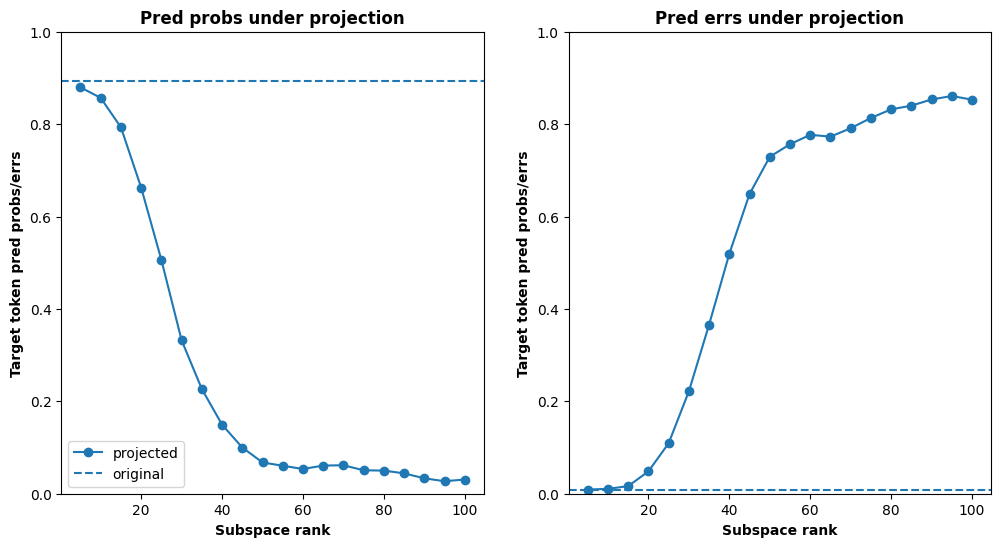 Pred probs under projection
Target token pred probs/errs
1.0
0.8
0.6
0.4
0.2
0.0
projected
original
20
40
60
80
100
Subspace rank
Pred errs under projection
Target token pred probs/errs
1.0
0.8
0.6
0.4
0.2
0.0
20
40
60
80
100
Subspace rank